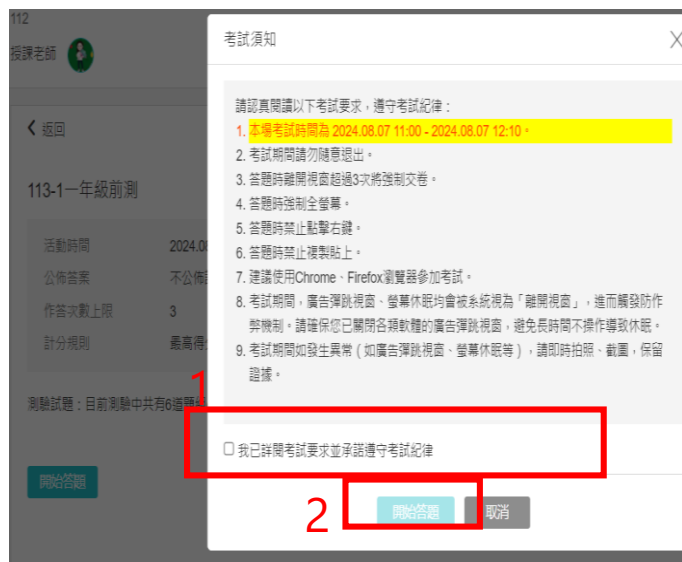 112
授課老師
考試須知
X
請認真閱讀以下考試要求，遵守考試紀律：
1. 本場考試時間為 2024.08.07 11:00 - 2024.08.07 12:10。
2. 考試期間請勿隨意退出。
3. 答題時離開視窗超過3次將強制交卷。
4. 答題時強制全螢幕。
5. 答題時禁止點擊右鍵。
6. 答題時禁止複製貼上。
7. 建議使用Chrome、Firefox瀏覽器參加考試。
8. 考試期間，廣告彈跳視窗、螢幕休眠均會被系統視為「離開視窗」，進而觸發防作
弊機制。請確保您已關閉各類軟體的廣告彈跳視窗，避免長時間不操作導致休眠。
9. 考試期間如發生異常（如廣告彈跳視窗、螢幕休眠等），請即時拍照、截圖，保留
證據。
返回
113-1一年級前測
活動時間 2024.0
公佈答案 不公佈
作答次數上限 3
計分規則 最高得
測驗試題：目前測驗中共有6道題
開始答題
1
我已詳閱考試要求並承諾遵守考試紀律
2
開始答題
取消